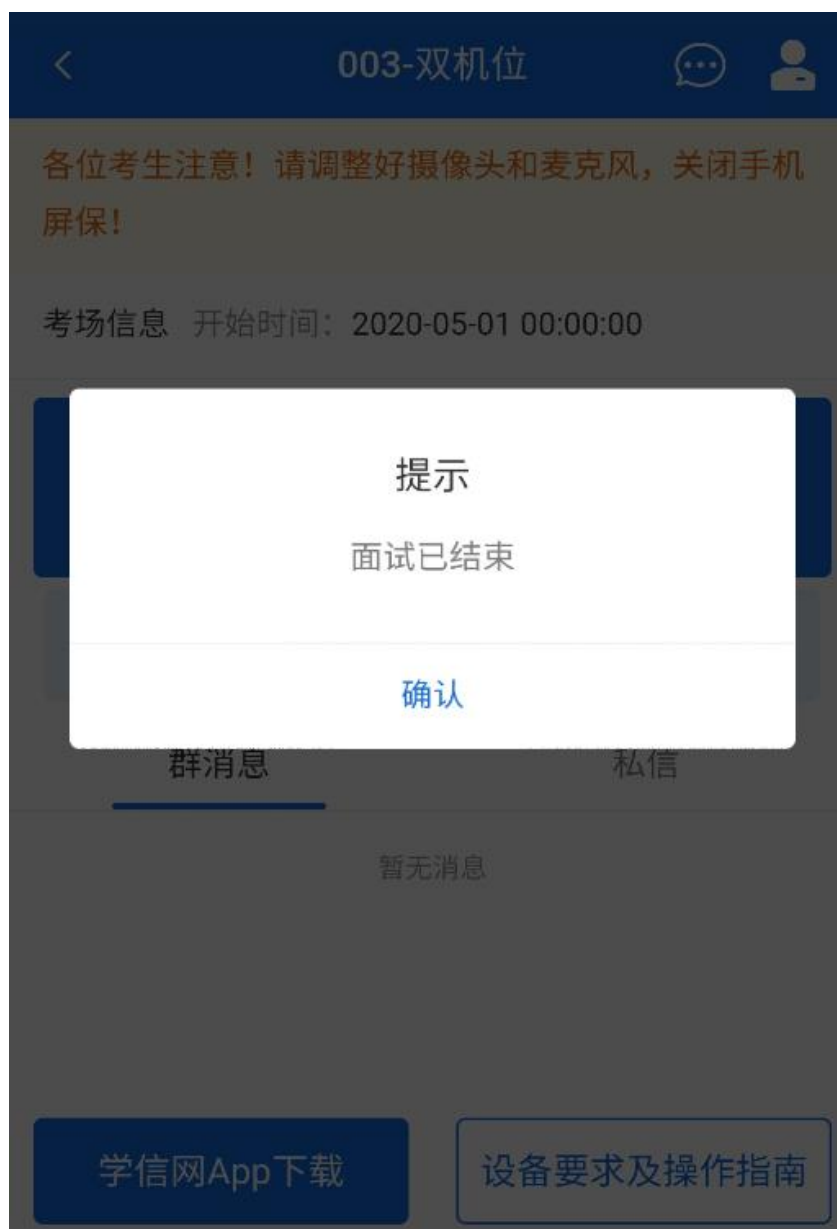 003-双机位
各位考生注意！请调整好摄像头和麦克风，关闭手机
屏保！
考场信息 开始时间：2020-05-01 00:00:00
提示
面试已结束
确认
群消息 私信
暂无消息
学信网App下载 设备要求及操作指南